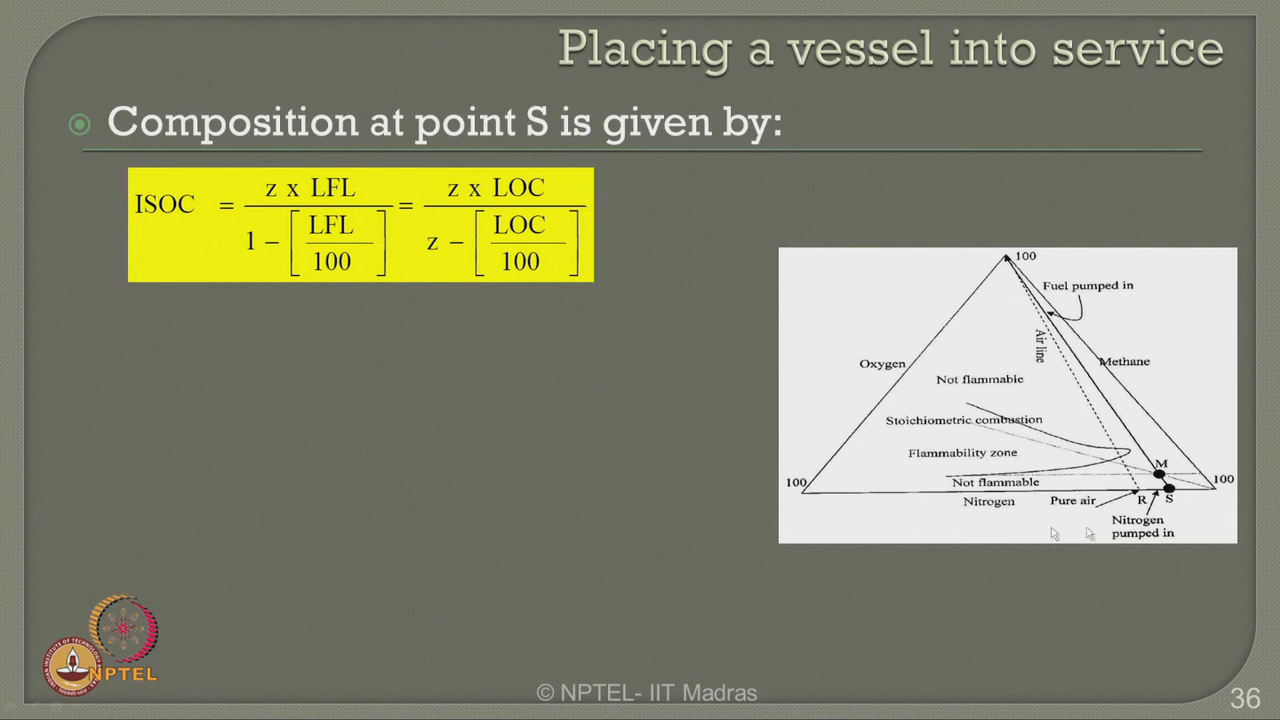 Placing a vessel into service
Composition at point S is given by:
ISOC = z x LFL / 1 − [LFL / 100] = z x LOC / z − [LOC / 100]
100
Fuel pumped in
Air line
Oxygen
Methane
Not flammable
Stoichiometric combustion
Flammability zone
M
100
Not flammable
100
Nitrogen
Pure air
R
S
Nitrogen
pumped in
NPTEL
© NPTEL- IIT Madras
36